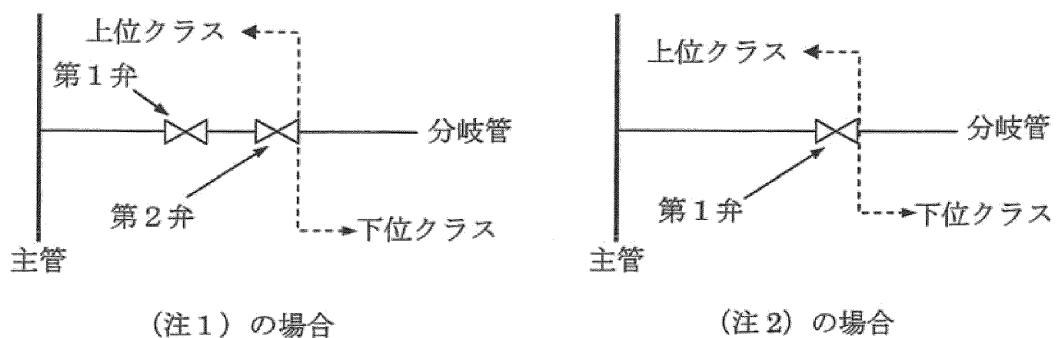 上位クラス
第1弁
分岐管
第2弁
下位クラス
主管
(注1)の場合
上位クラス
分岐管
第1弁
下位クラス
主管
(注2)の場合